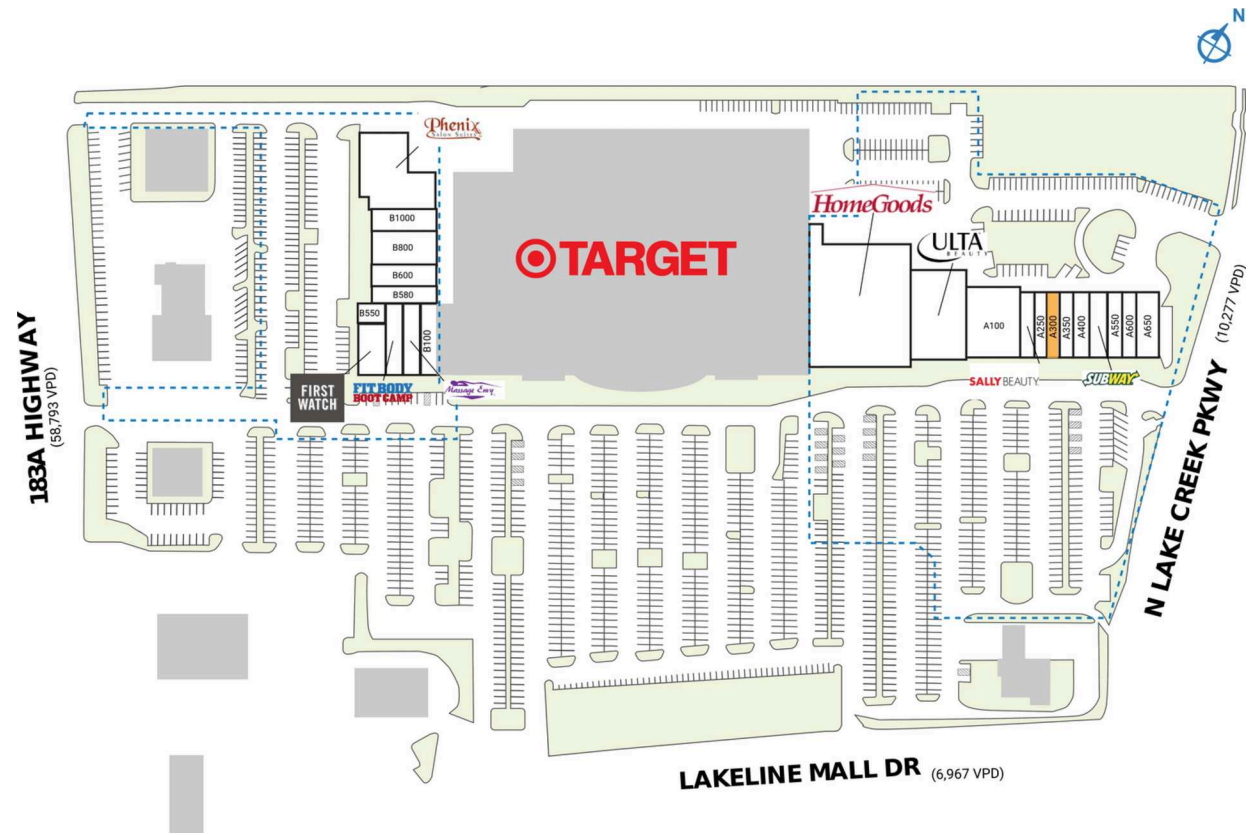 N
Phenix
Salon Suites
B1000
B800
B600
B580
B550
B100
TARGET
HomeGoods
ULTA
BEAUTY
A100
A250
A300
A350
A400
A550
A600
A650
SALLY BEAUTY
SUBWAY
FIRST
WATCH
FIT BODY
BOOT CAMP
Massage Envy
183A HIGHWAY
(58,793 VPD)
N LAKE CREEK PKWY
(10,277 VPD)
LAKELINE MALL DR (6,967 VPD)